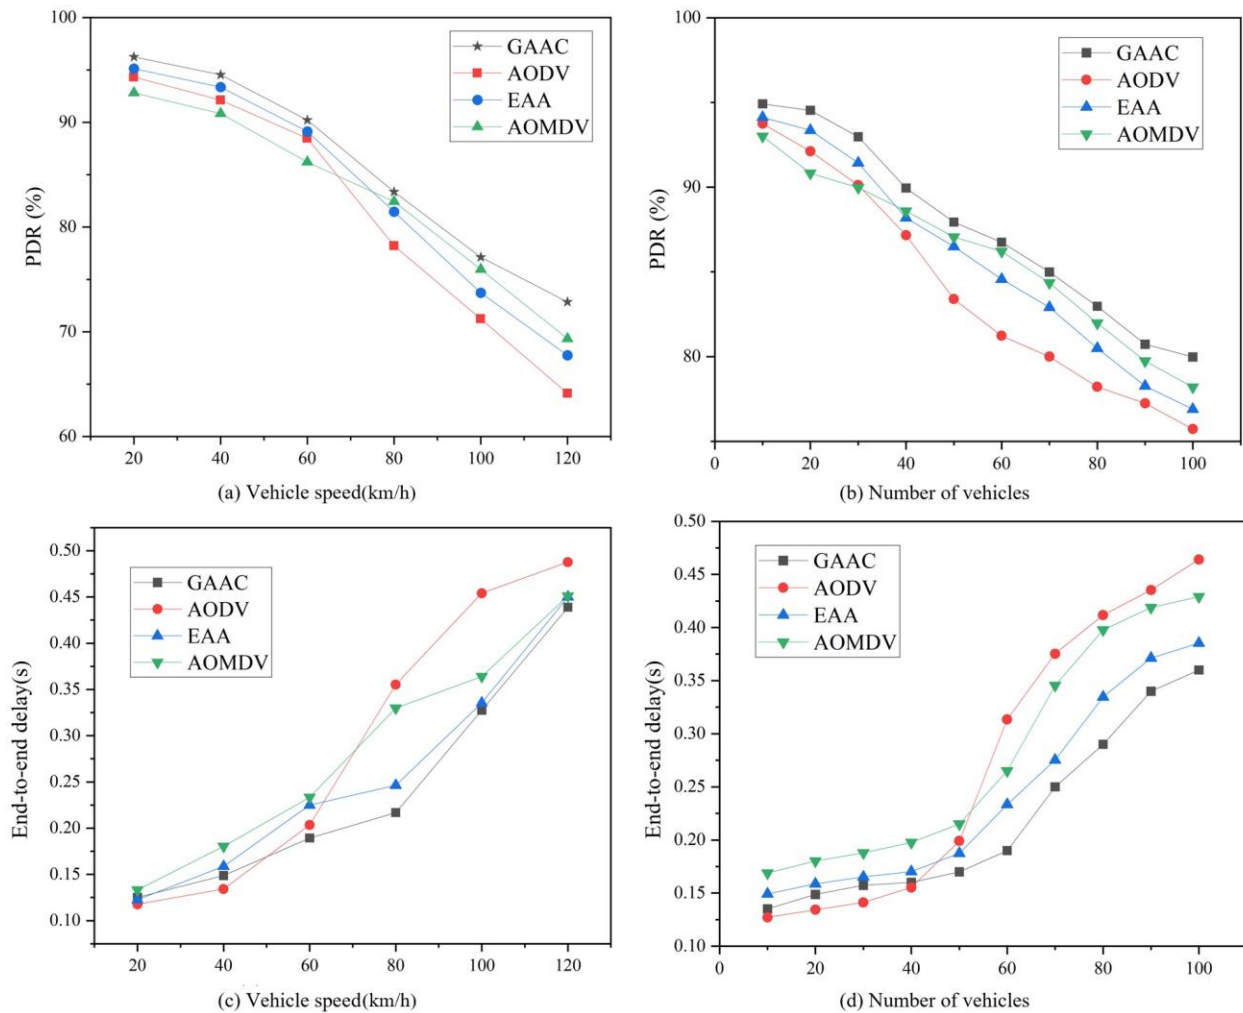 100
90
80
70
60
PDR (%)
GAAC
AODV
EAA
AOMDV
20 40 60 80 100 120
(a) Vehicle speed(km/h)
100
90
80
PDR (%)
GAAC
AODV
EAA
AOMDV
0 20 40 60 80 100
(b) Number of vehicles
0.50
0.45
0.40
0.35
0.30
0.25
0.20
0.15
0.10
End-to-end delay(s)
GAAC
AODV
EAA
AOMDV
20 40 60 80 100 120
(c) Vehicle speed(km/h)
0.50
0.45
0.40
0.35
0.30
0.25
0.20
0.15
0.10
End-to-end delay(s)
GAAC
AODV
EAA
AOMDV
0 20 40 60 80 100
(d) Number of vehicles